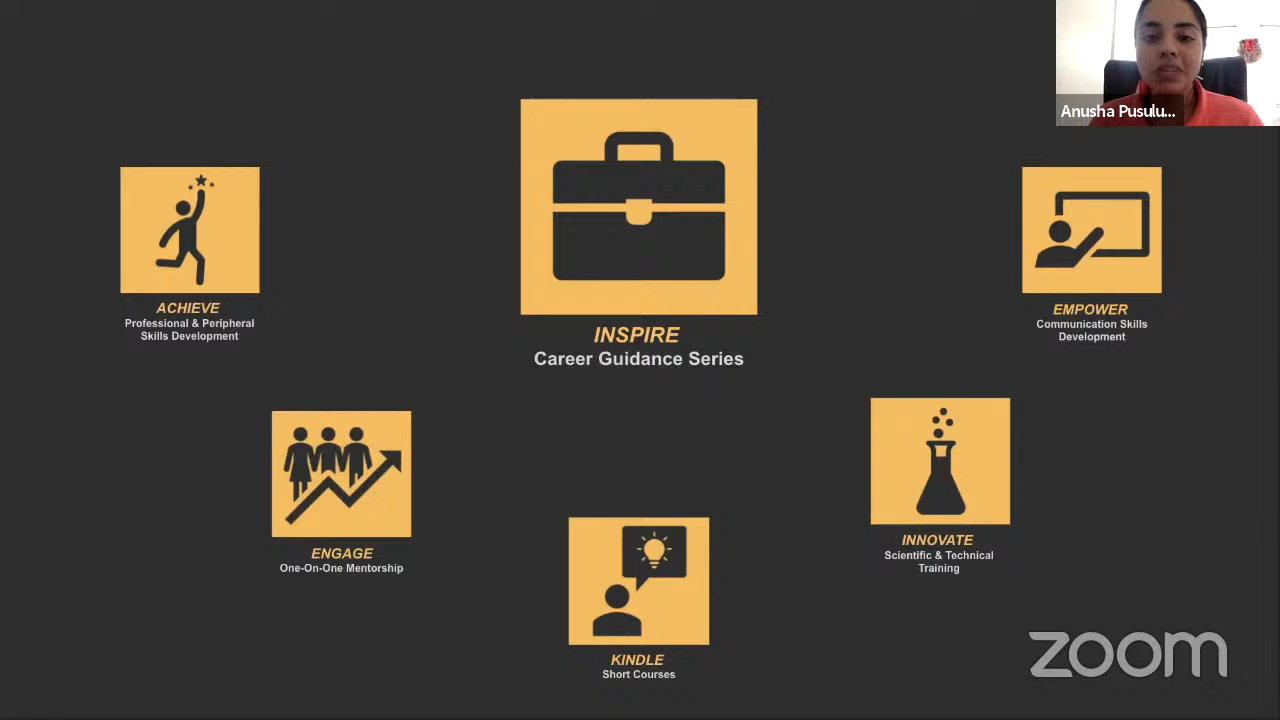 Anusha Pusulu...
ACHIEVE
Professional & Peripheral
Skills Development
INSPIRE
Career Guidance Series
EMPOWER
Communication Skills
Development
ENGAGE
One-On-One Mentorship
INNOVATE
Scientific & Technical
Training
KINDLE
Short Courses
zoom